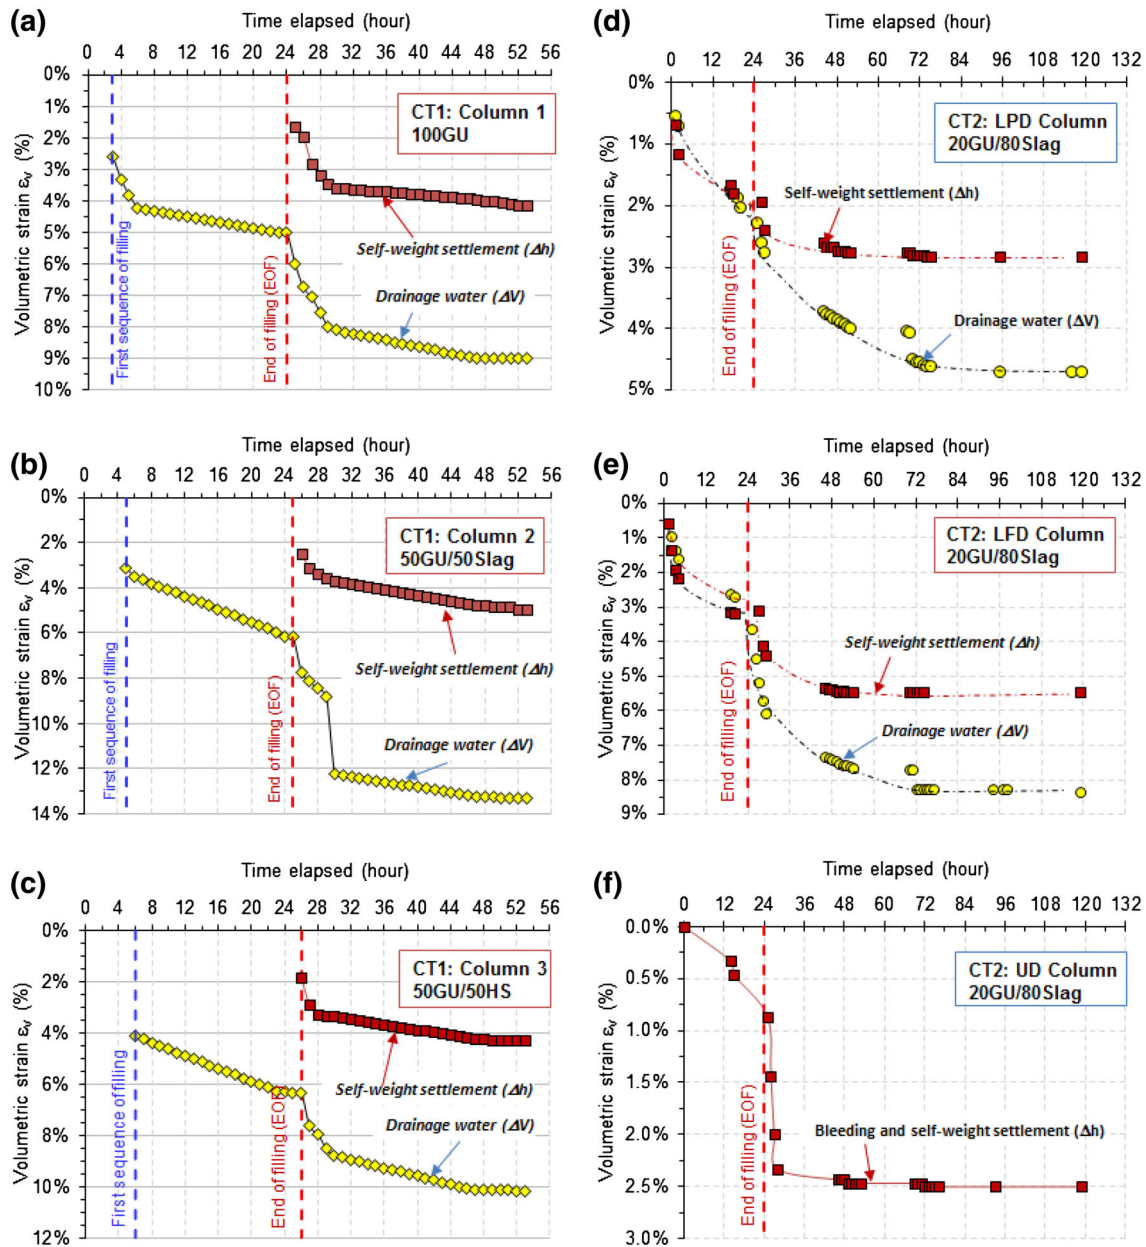 (a)
Time elapsed (hour)
0 4 8 12 16 20 24 28 32 36 40 44 48 52 56
0%
1%
2%
3%
4%
5%
6%
7%
8%
9%
10%
Volumetric strain εv (%)
CT1: Column 1
100GU
Self-weight settlement (Δh)
Drainage water (ΔV)
First sequence of filling
End of filling (EOF)
(d)
Time elapsed (hour)
0 12 24 36 48 60 72 84 96 108 120 132
0%
1%
2%
3%
4%
5%
Volumetric strain εv (%)
CT2: LPD Column
20GU/80Slag
Self-weight settlement (Δh)
Drainage water (ΔV)
End of filling (EOF)
(b)
Time elapsed (hour)
0 4 8 12 16 20 24 28 32 36 40 44 48 52 56
0%
2%
4%
6%
8%
10%
12%
14%
Volumetric strain εv (%)
CT1: Column 2
50GU/50Slag
Self-weight settlement (Δh)
Drainage water (ΔV)
First sequence of filling
End of filling (EOF)
(e)
Time elapsed (hour)
0 12 24 36 48 60 72 84 96 108 120 132
0%
1%
2%
3%
4%
5%
6%
7%
8%
9%
Volumetric strain εv (%)
CT2: LFD Column
20GU/80Slag
Self-weight settlement (Δh)
Drainage water (ΔV)
End of filling (EOF)
(c)
Time elapsed (hour)
0 4 8 12 16 20 24 28 32 36 40 44 48 52 56
0%
2%
4%
6%
8%
10%
12%
Volumetric strain εv (%)
CT1: Column 3
50GU/50HS
Self-weight settlement (Δh)
Drainage water (ΔV)
First sequence of filling
End of filling (EOF)
(f)
Time elapsed (hour)
0 12 24 36 48 60 72 84 96 108 120 132
0.0%
0.5%
1.0%
1.5%
2.0%
2.5%
3.0%
Volumetric strain εv (%)
CT2: UD Column
20GU/80Slag
Bleeding and self-weight settlement (Δh)
End of filling (EOF)